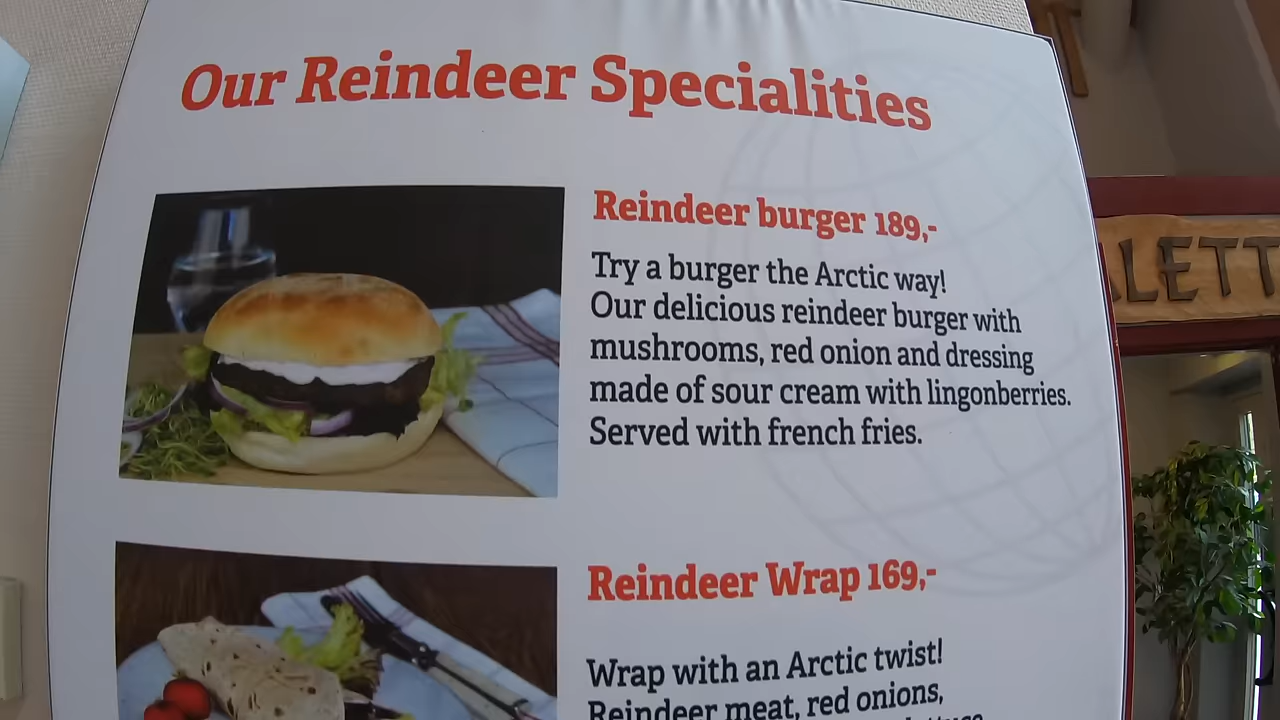 Our Reindeer Specialities
Reindeer burger 189,-
Try a burger the Arctic way!
Our delicious reindeer burger with
mushrooms, red onion and dressing
made of sour cream with lingonberries.
Served with french fries.
Reindeer Wrap 169,-
Wrap with an Arctic twist!
Reindeer meat, red onions,